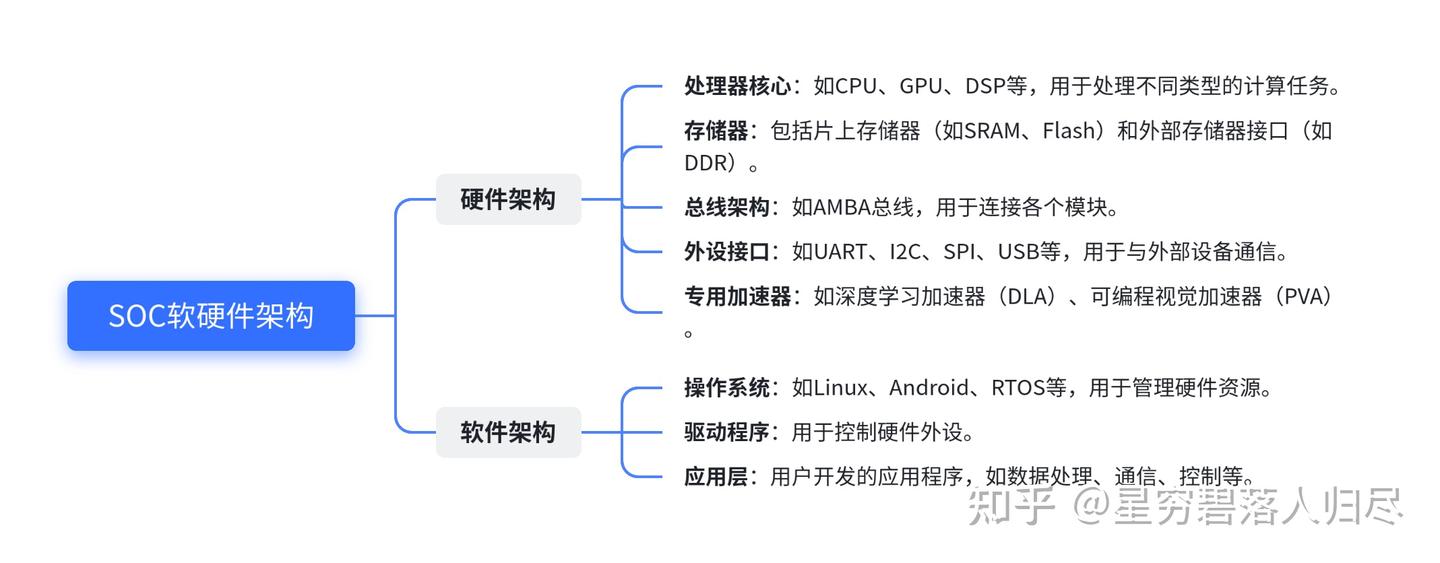 SOC软硬件架构
硬件架构
处理器核心：如CPU、GPU、DSP等，用于处理不同类型的计算任务。
存储器：包括片上存储器（如SRAM、Flash）和外部存储器接口（如
DDR）。
总线架构：如AMBA总线，用于连接各个模块。
外设接口：如UART、I2C、SPI、USB等，用于与外部设备通信。
专用加速器：如深度学习加速器（DLA）、可编程视觉加速器（PVA）
。
软件架构
操作系统：如Linux、Android、RTOS等，用于管理硬件资源。
驱动程序：用于控制硬件外设。
应用层：用户开发的应用程序，如数据处理、通信、控制等。
知乎 @星穷碧落人归尽